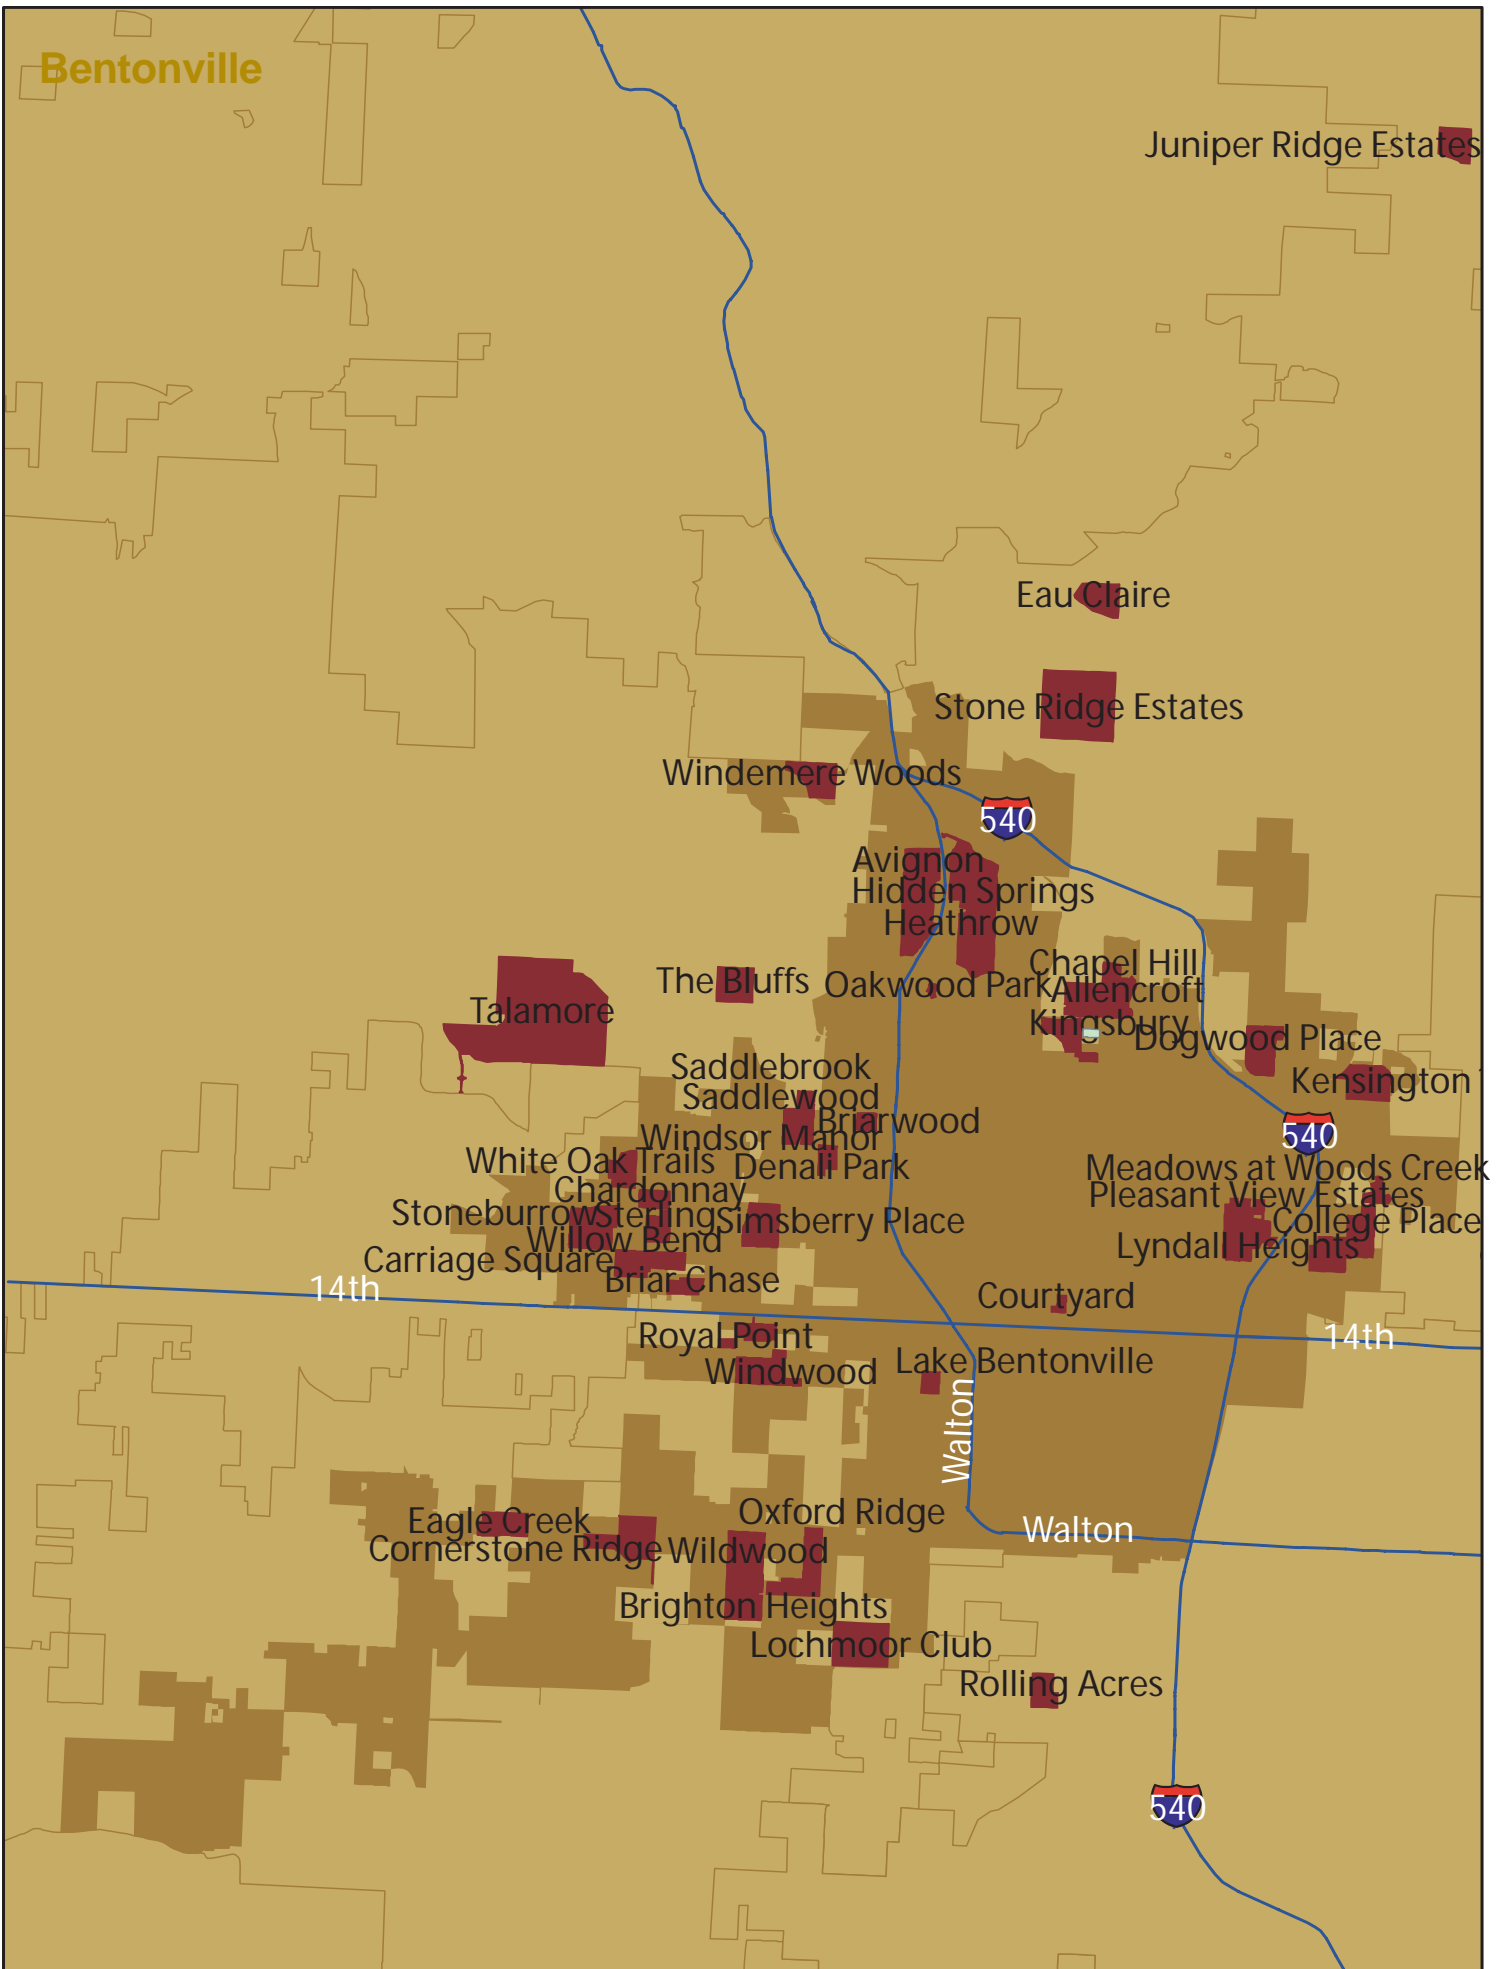 Bentonville
Juniper Ridge Estates
Eau Claire
Stone Ridge Estates
Windemere Woods
540
Avignon
Hidden Springs
Heathrow
Chapel Hill
The Bluffs
Oakwood Park
Allencroft
Talamore
Kingsbury
Dogwood Place
Saddlebrook
Kensington
Saddlewood
Briarwood
Windsor Manor
540
White Oak Trails
Denali Park
Meadows at Woods Creek
Chardonnay
Pleasant View Estates
Stoneburrow
Sterling
Simsberry Place
College Place
Willow Bend
Lyndall Heights
Carriage Square
Briar Chase
14th
Courtyard
Royal Point
14th
Lake Bentonville
Windwood
Walton
Oxford Ridge
Eagle Creek
Walton
Cornerstone Ridge
Wildwood
Brighton Heights
Lochmoor Club
Rolling Acres
540